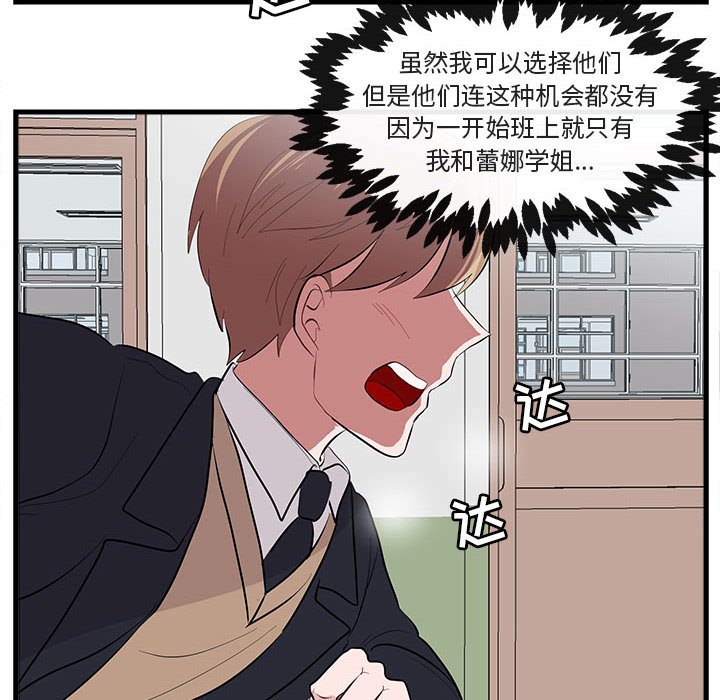 虽然我可以选择他们
但是他们连这种机会都没有
因为一开始班上就只有
我和蕾娜学姐...
达
达